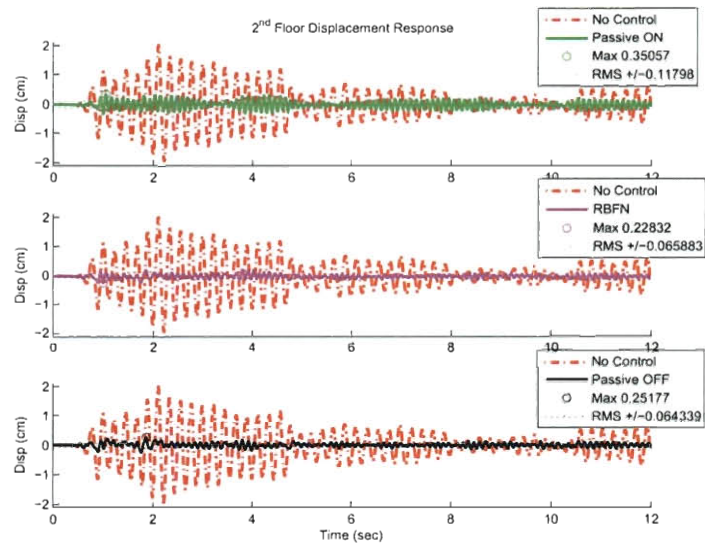 2nd Floor Displacement Response
No Control
Passive ON
Max 0.35057
RMS +/-0.11798
Disp (cm)
2
1
0
-1
-2
0 2 4 6 8 10 12
No Control
RBFN
Max 0.22832
RMS +/-0.065883
Disp (cm)
2
1
0
-1
-2
0 2 4 6 8 10 12
No Control
Passive OFF
Max 0.25177
RMS +/-0.064339
Disp (cm)
2
1
0
-1
-2
0 2 4 6 8 10 12
Time (sec)